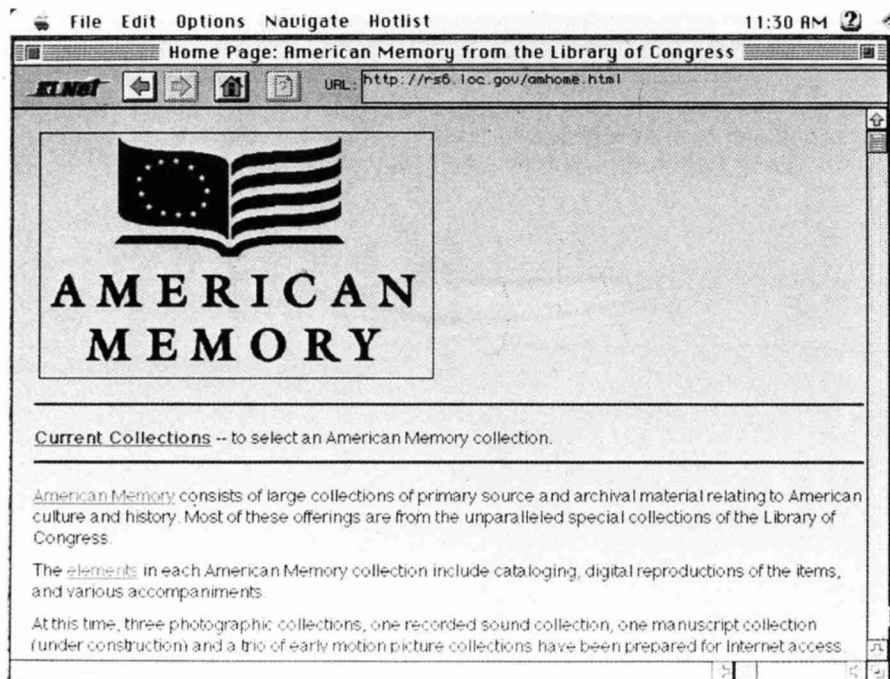 File Edit Options Navigate Hotlist 11:30 AM
Home Page: American Memory from the Library of Congress
EINet URL: http://rs6.loc.gov/amhome.html
AMERICAN
MEMORY
Current Collections -- to select an American Memory collection.
American Memory consists of large collections of primary source and archival material relating to American
culture and history. Most of these offerings are from the unparalleled special collections of the Library of
Congress.
The elements in each American Memory collection include cataloging, digital reproductions of the items,
and various accompaniments.
At this time, three photographic collections, one recorded sound collection, one manuscript collection
(under construction) and a trio of early motion picture collections have been prepared for Internet access.